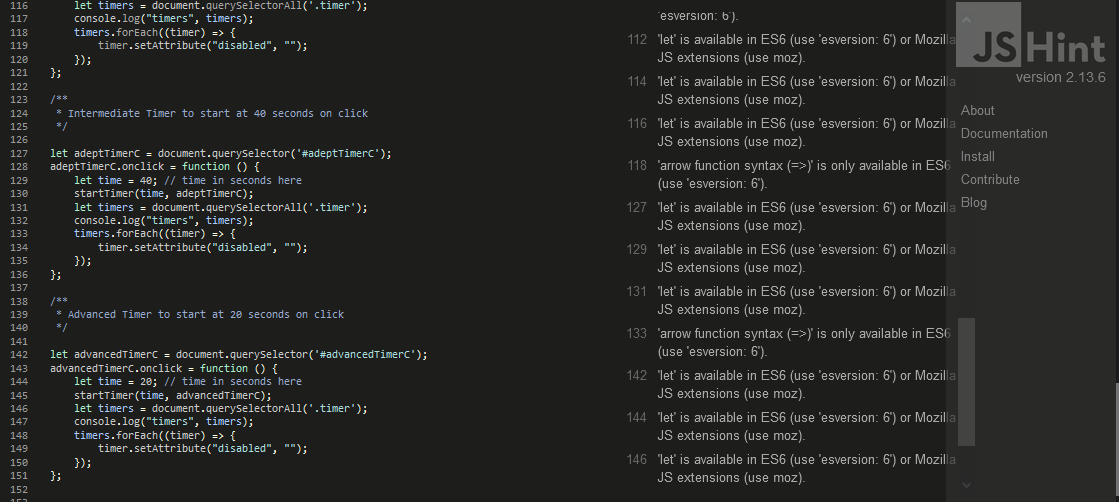 116 let timers = document.querySelectorAll('.timer');
117 console.log("timers", timers);
118 timers.forEach((timer) => {
119 timer.setAttribute("disabled", "");
120 });
121 };
122
123 /**
124 * Intermediate Timer to start at 40 seconds on click
125 */
126
127 let adeptTimerC = document.querySelector('#adeptTimerC');
128 adeptTimerC.onclick = function () {
129 let time = 40; // time in seconds here
130 startTimer(time, adeptTimerC);
131 let timers = document.querySelectorAll('.timer');
132 console.log("timers", timers);
133 timers.forEach((timer) => {
134 timer.setAttribute("disabled", "");
135 });
136 };
137
138 /**
139 * Advanced Timer to start at 20 seconds on click
140 */
141
142 let advancedTimerC = document.querySelector('#advancedTimerC');
143 advancedTimerC.onclick = function () {
144 let time = 20; // time in seconds here
145 startTimer(time, advancedTimerC);
146 let timers = document.querySelectorAll('.timer');
147 console.log("timers", timers);
148 timers.forEach((timer) => {
149 timer.setAttribute("disabled", "");
150 });
151 };
152
'esversion: 6').
112 'let' is available in ES6 (use 'esversion: 6') or Mozilla
JS extensions (use moz).
114 'let' is available in ES6 (use 'esversion: 6') or Mozilla
JS extensions (use moz).
116 'let' is available in ES6 (use 'esversion: 6') or Mozilla
JS extensions (use moz).
118 'arrow function syntax (=>)' is only available in ES6
(use 'esversion: 6').
127 'let' is available in ES6 (use 'esversion: 6') or Mozilla
JS extensions (use moz).
129 'let' is available in ES6 (use 'esversion: 6') or Mozilla
JS extensions (use moz).
131 'let' is available in ES6 (use 'esversion: 6') or Mozilla
JS extensions (use moz).
133 'arrow function syntax (=>)' is only available in ES6
(use 'esversion: 6').
142 'let' is available in ES6 (use 'esversion: 6') or Mozilla
JS extensions (use moz).
144 'let' is available in ES6 (use 'esversion: 6') or Mozilla
JS extensions (use moz).
146 'let' is available in ES6 (use 'esversion: 6') or Mozilla
JS extensions (use moz).
JSHint
version 2.13.6
About
Documentation
Install
Contribute
Blog